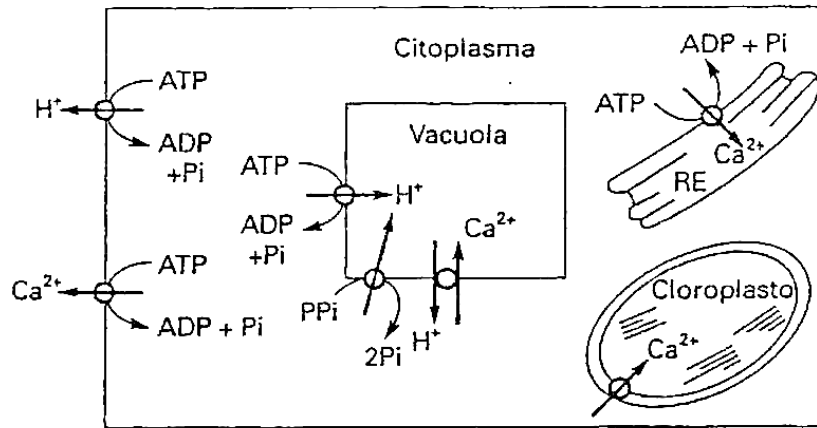 Citoplasma
ATP
H⁺
ADP
+Pi
ATP
Ca²⁺
ADP + Pi
Vacuola
ATP
H⁺
ADP
+Pi
PPi
2Pi
H⁺
Ca²⁺
ADP + Pi
ATP
Ca²⁺
RE
Cloroplasto
Ca²⁺